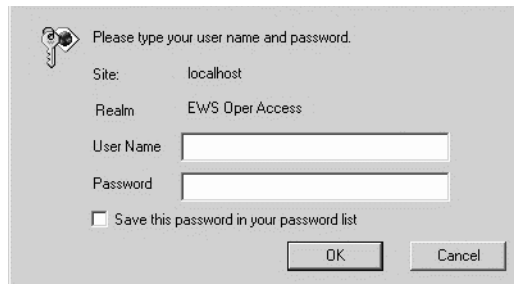 Please type your user name and password.
Site: localhost
Realm EWS Oper Access
User Name
Password
Save this password in your password list
OK Cancel